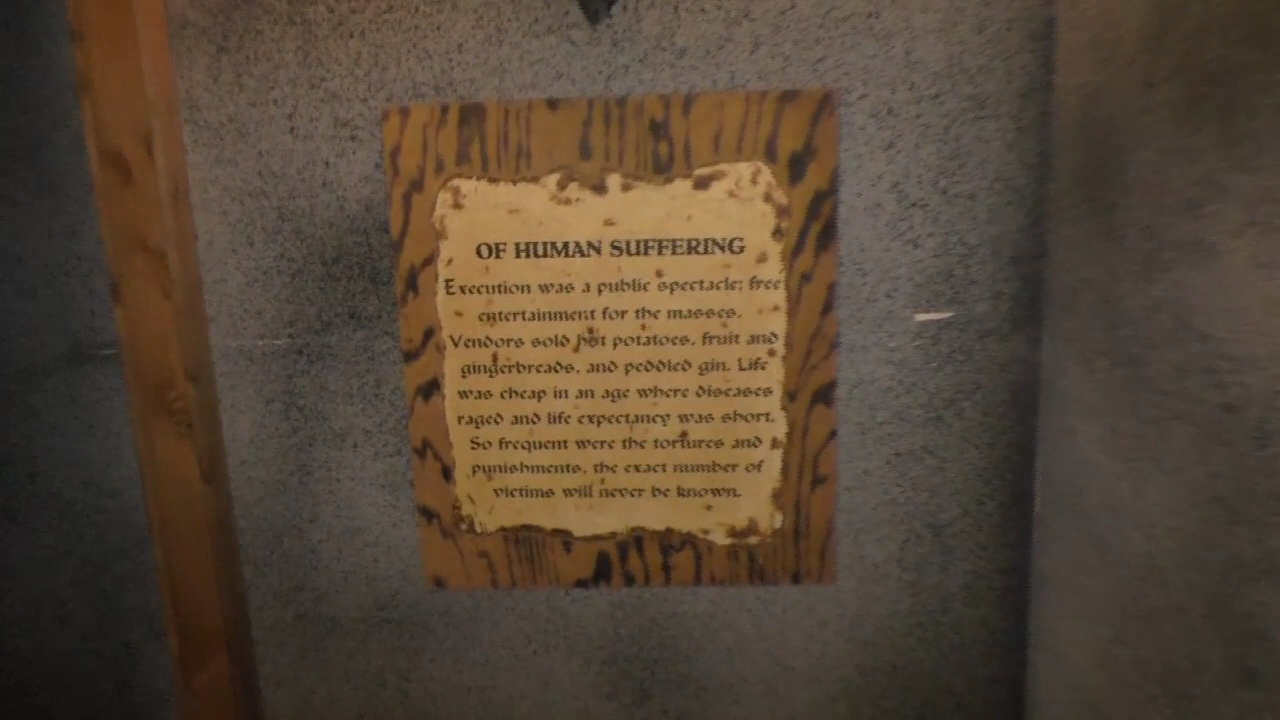 OF HUMAN SUFFERING
Execution was a public spectacle; free
entertainment for the masses.
Vendors sold hot potatoes, fruit and
gingerbreads, and peddled gin. Life
was cheap in an age where diseases
raged and life expectancy was short.
So frequent were the tortures and
punishments, the exact number of
victims will never be known.